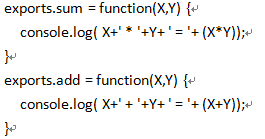 exports.sum = function(X,Y) {
console.log( X+' * '+Y+ ' = '+ (X*Y));
}
exports.add = function(X,Y) {
console.log( X+' + '+Y+ ' = '+ (X+Y));
}